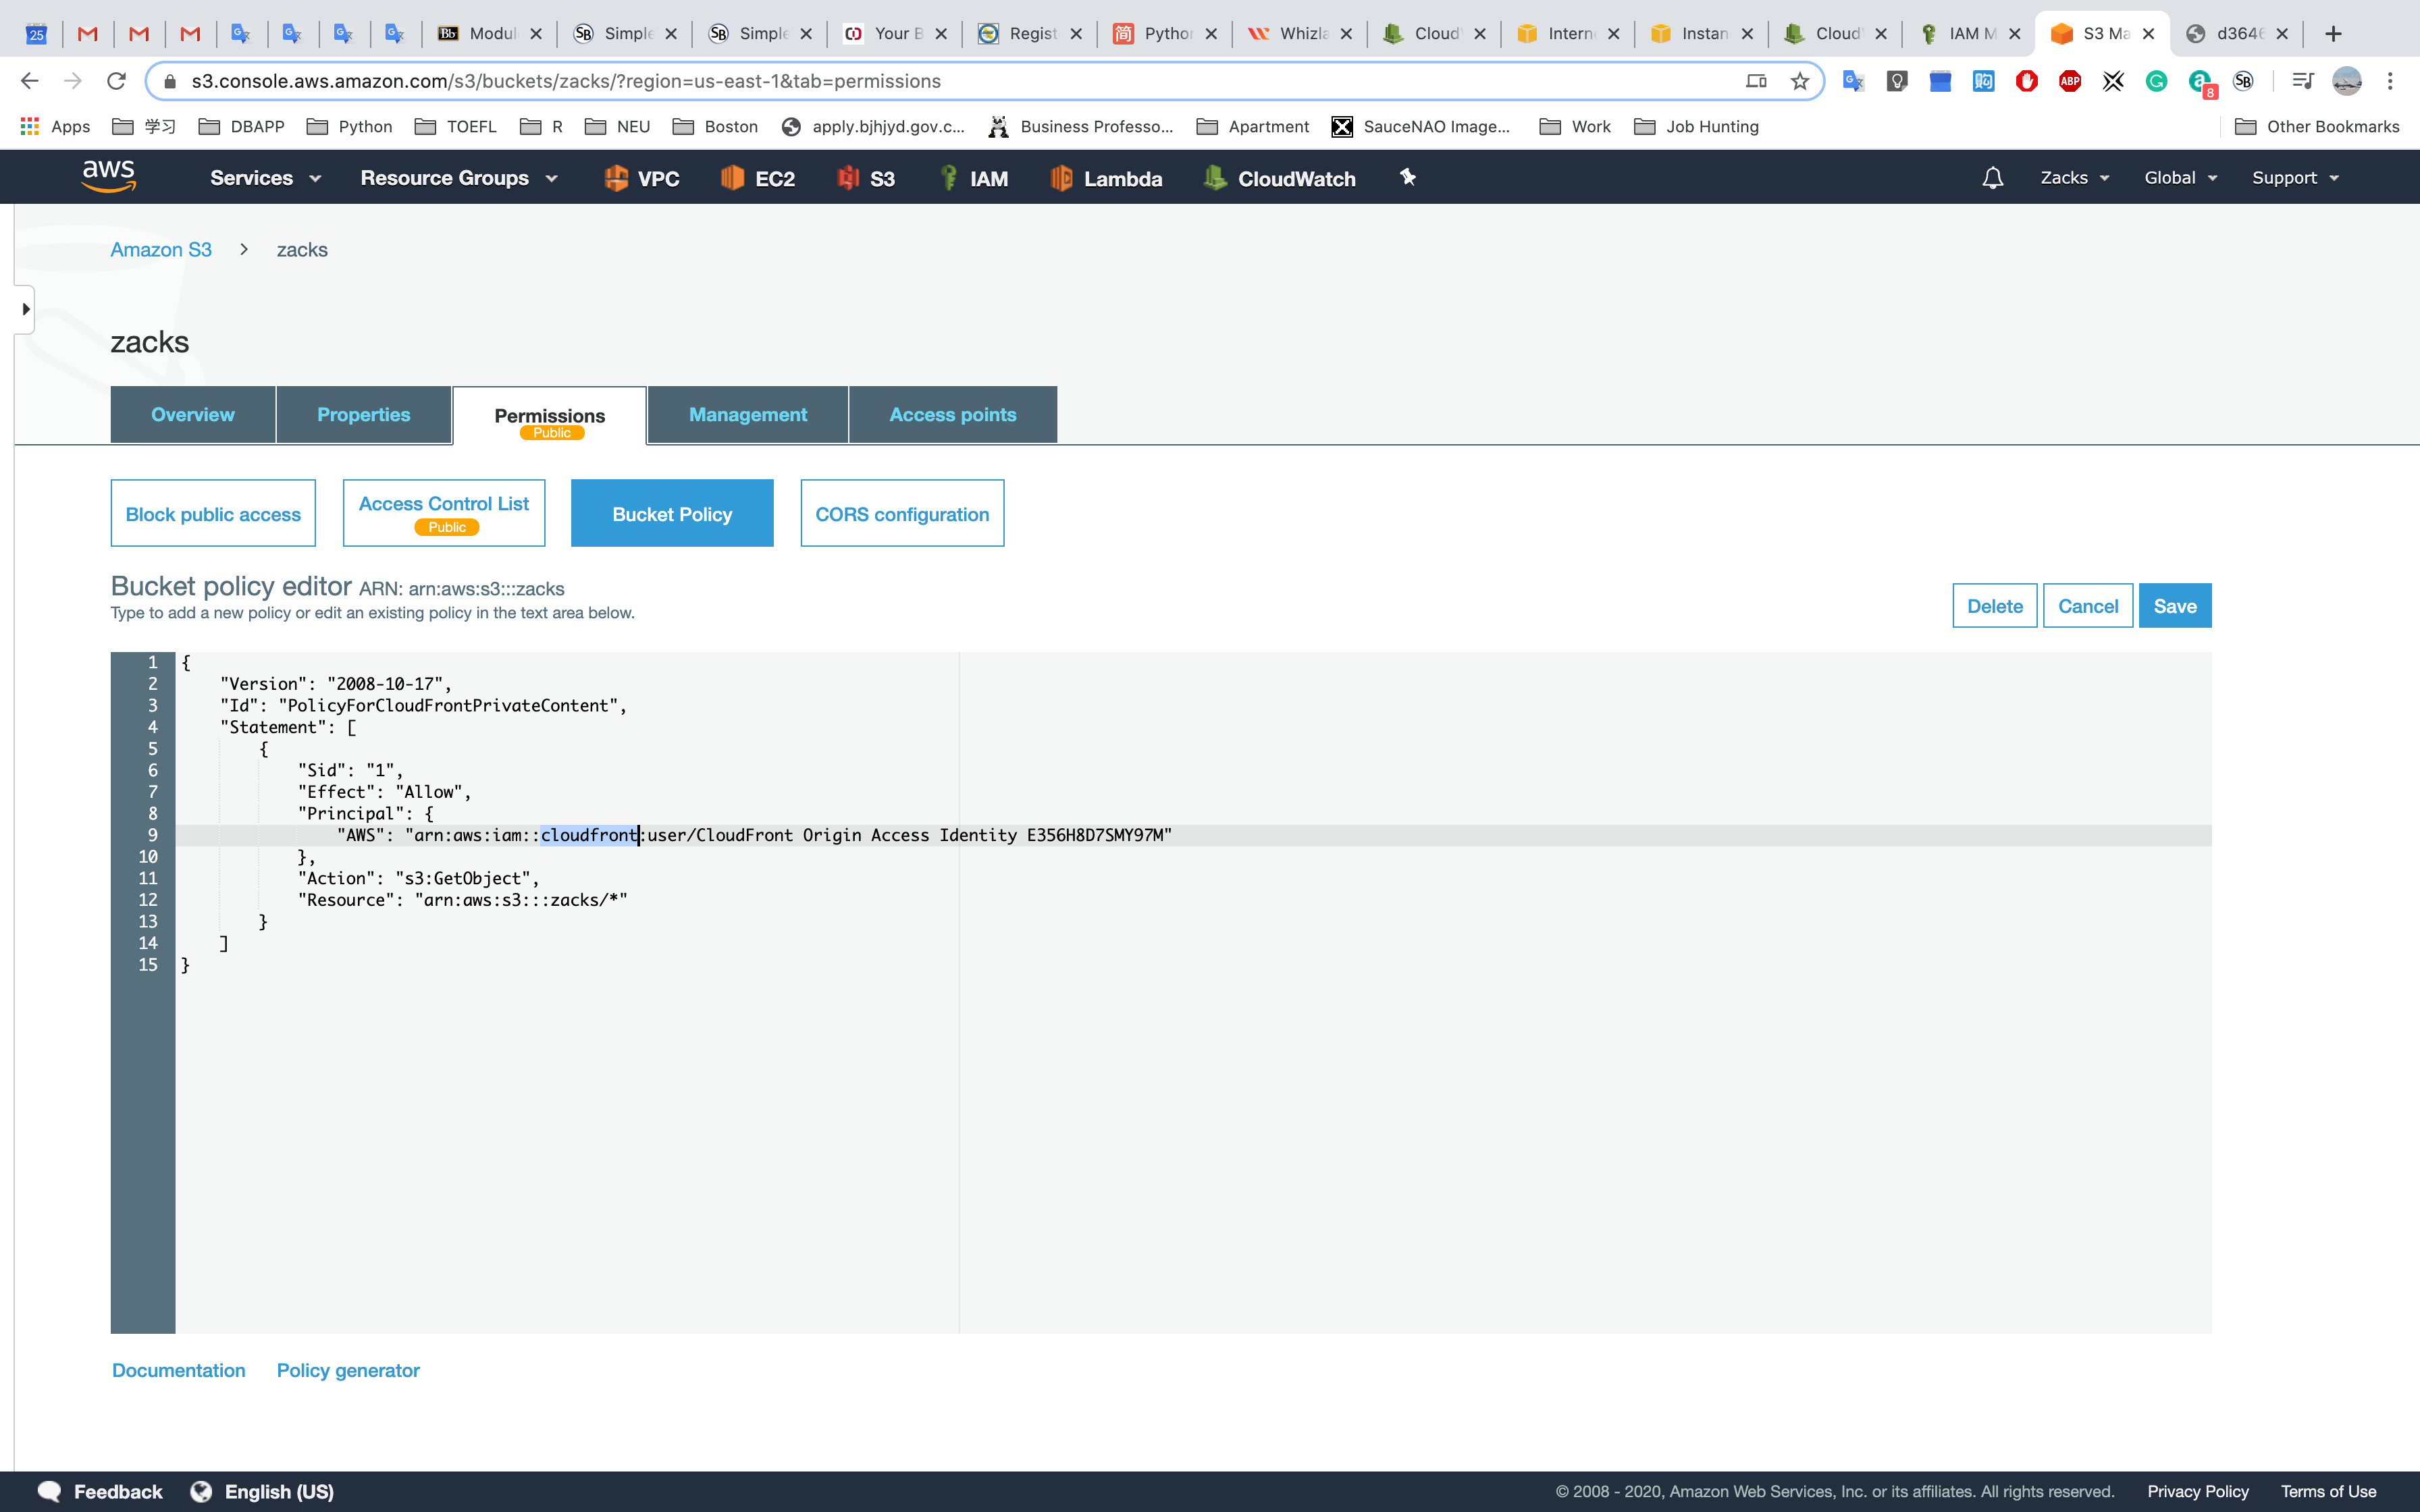 25 Modul Simple Simple Your B Regist Python Whizla Cloud Intern Instan Cloud IAM M S3 Ma d3646
s3.console.aws.amazon.com/s3/buckets/zacks/?region=us-east-1&tab=permissions
Apps 学习 DBAPP Python TOEFL R NEU Boston apply.bjhjyd.gov.c... Business Professo... Apartment SauceNAO Image... Work Job Hunting Other Bookmarks
aws Services Resource Groups VPC EC2 S3 IAM Lambda CloudWatch Zacks Global Support
Amazon S3 > zacks
zacks
Overview Properties Permissions Management Access points
Public
Block public access Access Control List Bucket Policy CORS configuration
Public
Bucket policy editor ARN: arn:aws:s3:::zacks
Type to add a new policy or edit an existing policy in the text area below.
Delete Cancel Save
1 {
2 "Version": "2008-10-17",
3 "Id": "PolicyForCloudFrontPrivateContent",
4 "Statement": [
5 {
6 "Sid": "1",
7 "Effect": "Allow",
8 "Principal": {
9 "AWS": "arn:aws:iam::cloudfront:user/CloudFront Origin Access Identity E356H8D7SMY97M"
10 },
11 "Action": "s3:GetObject",
12 "Resource": "arn:aws:s3:::zacks/*"
13 }
14 ]
15 }
Documentation Policy generator
Feedback English (US) © 2008 - 2020, Amazon Web Services, Inc. or its affiliates. All rights reserved. Privacy Policy Terms of Use